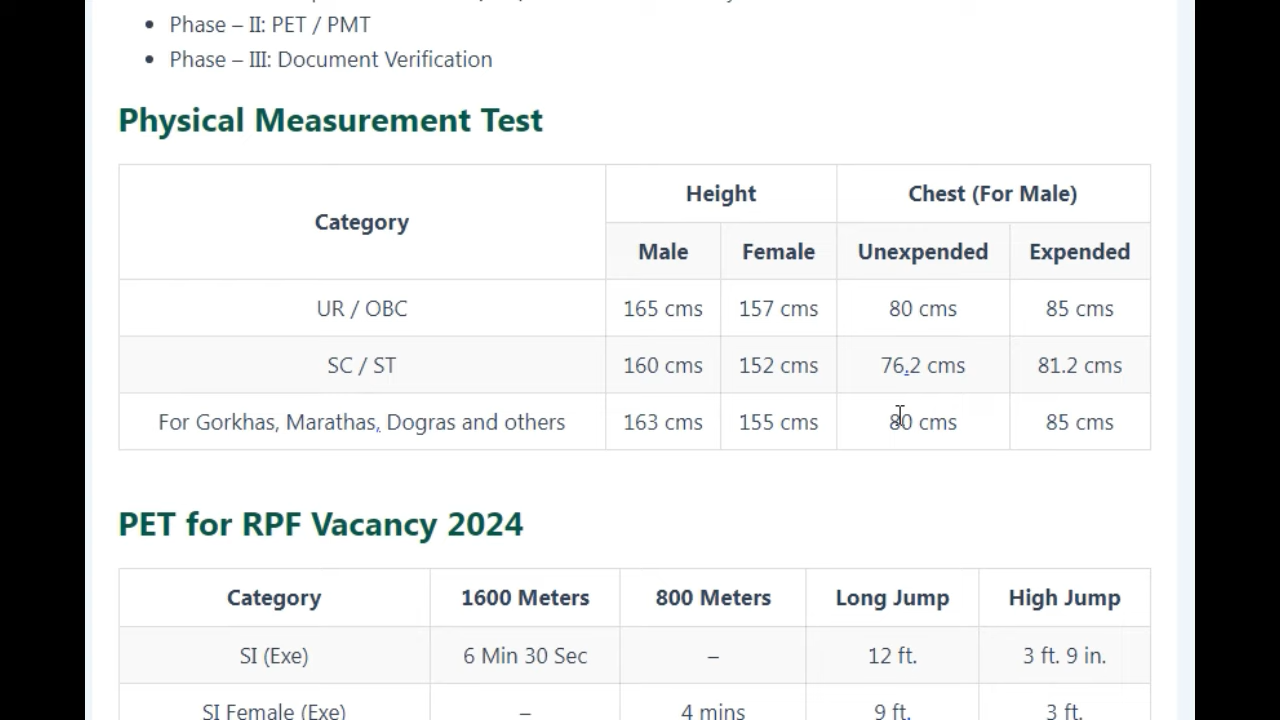 Phase – II: PET / PMT
Phase – III: Document Verification
Physical Measurement Test
Category Height Chest (For Male)
Male Female Unexpended Expended
UR / OBC 165 cms 157 cms 80 cms 85 cms
SC / ST 160 cms 152 cms 76.2 cms 81.2 cms
For Gorkhas, Marathas, Dogras and others 163 cms 155 cms 80 cms 85 cms
PET for RPF Vacancy 2024
Category 1600 Meters 800 Meters Long Jump High Jump
SI (Exe) 6 Min 30 Sec – 12 ft. 3 ft. 9 in.
SI Female (Exe) – 4 mins 9 ft. 3 ft.